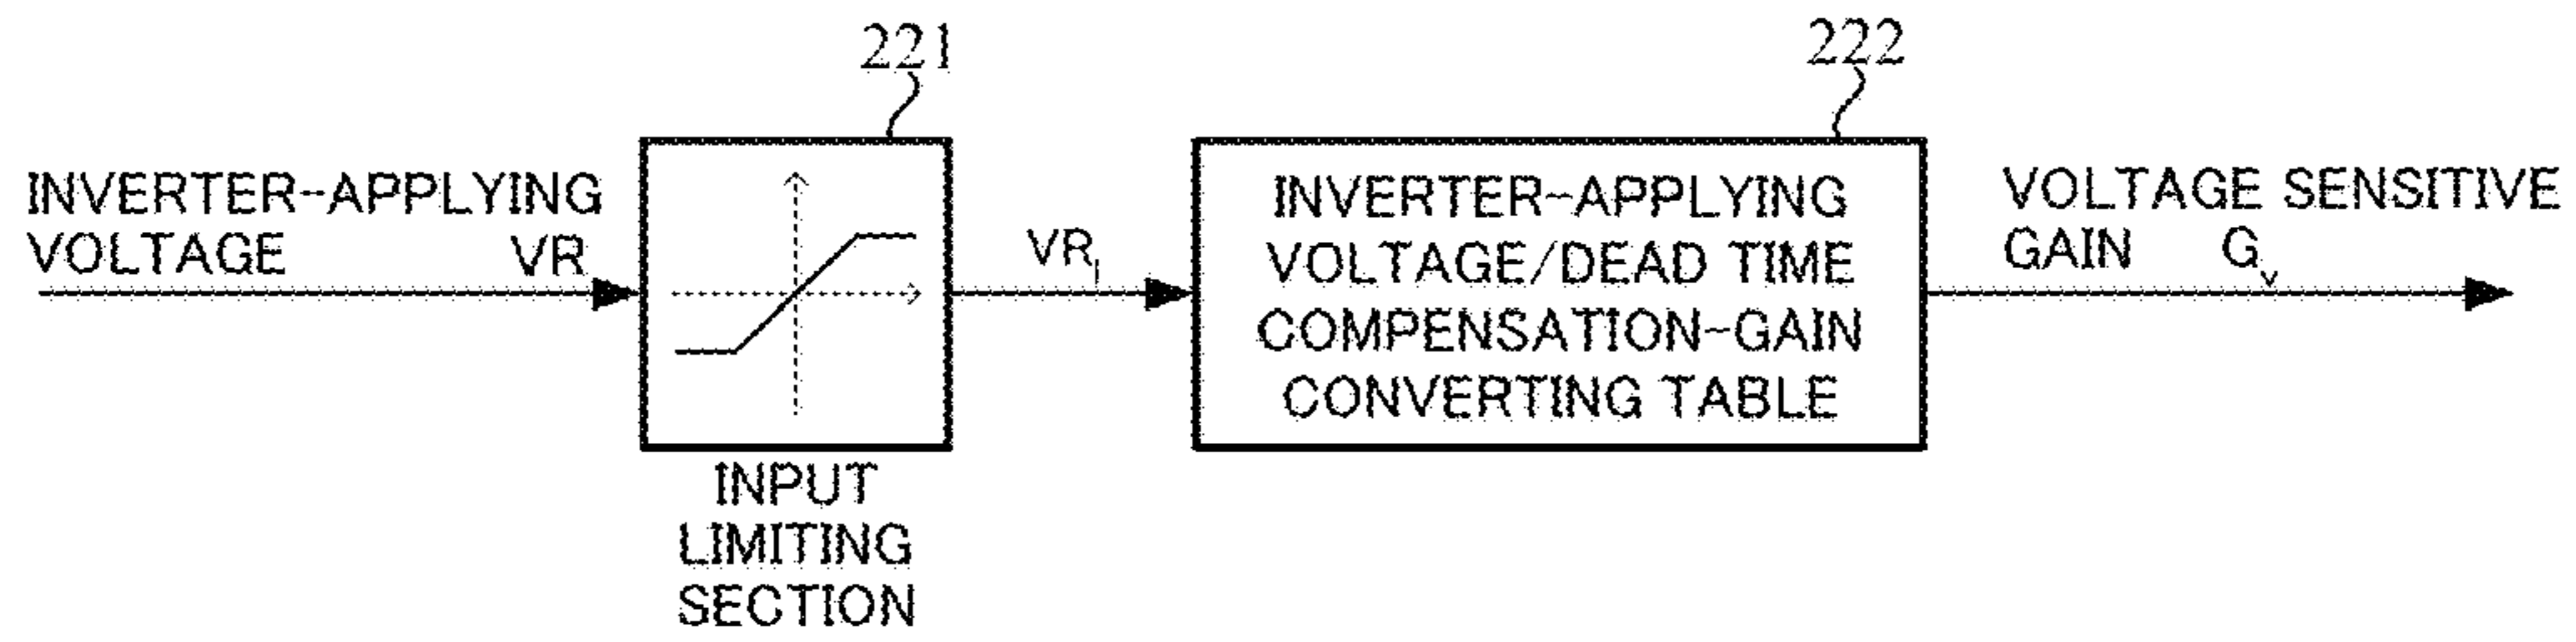 221
222
INVERTER-APPLYING
VOLTAGE VR
VR_l
INVERTER-APPLYING
VOLTAGE/DEAD TIME
COMPENSATION-GAIN
CONVERTING TABLE
VOLTAGE SENSITIVE
GAIN G_v
INPUT
LIMITING
SECTION